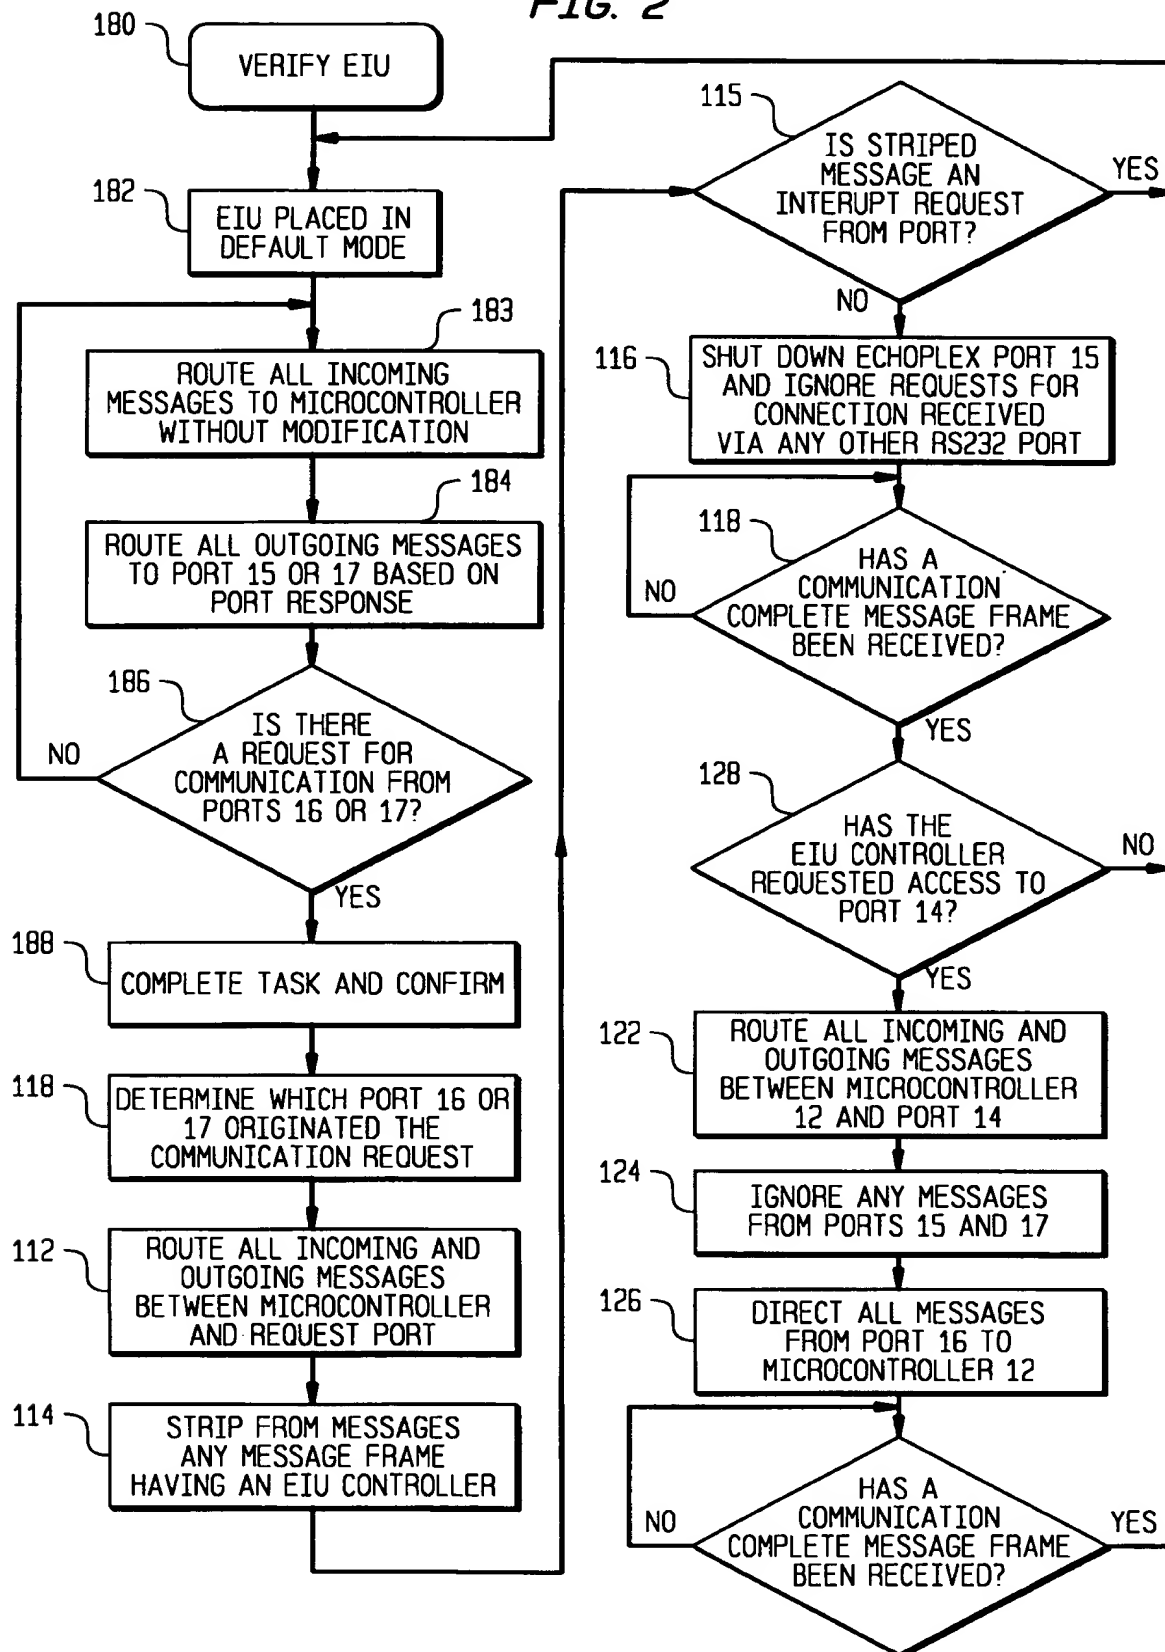 FIG. 2
180
VERIFY EIU
182
EIU PLACED IN
DEFAULT MODE
183
ROUTE ALL INCOMING
MESSAGES TO MICROCONTROLLER
WITHOUT MODIFICATION
184
ROUTE ALL OUTGOING MESSAGES
TO PORT 15 OR 17 BASED ON
PORT RESPONSE
186
IS THERE
A REQUEST FOR
COMMUNICATION FROM
PORTS 16 OR 17?
NO
YES
188
COMPLETE TASK AND CONFIRM
118
DETERMINE WHICH PORT 16 OR
17 ORIGINATED THE
COMMUNICATION REQUEST
112
ROUTE ALL INCOMING AND
OUTGOING MESSAGES
BETWEEN MICROCONTROLLER
AND REQUEST PORT
114
STRIP FROM MESSAGES
ANY MESSAGE FRAME
HAVING AN EIU CONTROLLER
115
IS STRIPED
MESSAGE AN
INTERUPT REQUEST
FROM PORT?
YES
NO
116
SHUT DOWN ECHOPLEX PORT 15
AND IGNORE REQUESTS FOR
CONNECTION RECEIVED
VIA ANY OTHER RS232 PORT
118
HAS A
COMMUNICATION
COMPLETE MESSAGE FRAME
BEEN RECEIVED?
NO
YES
128
HAS THE
EIU CONTROLLER
REQUESTED ACCESS TO
PORT 14?
NO
YES
122
ROUTE ALL INCOMING AND
OUTGOING MESSAGES
BETWEEN MICROCONTROLLER
12 AND PORT 14
124
IGNORE ANY MESSAGES
FROM PORTS 15 AND 17
126
DIRECT ALL MESSAGES
FROM PORT 16 TO
MICROCONTROLLER 12
HAS A
COMMUNICATION
COMPLETE MESSAGE FRAME
BEEN RECEIVED?
NO
YES